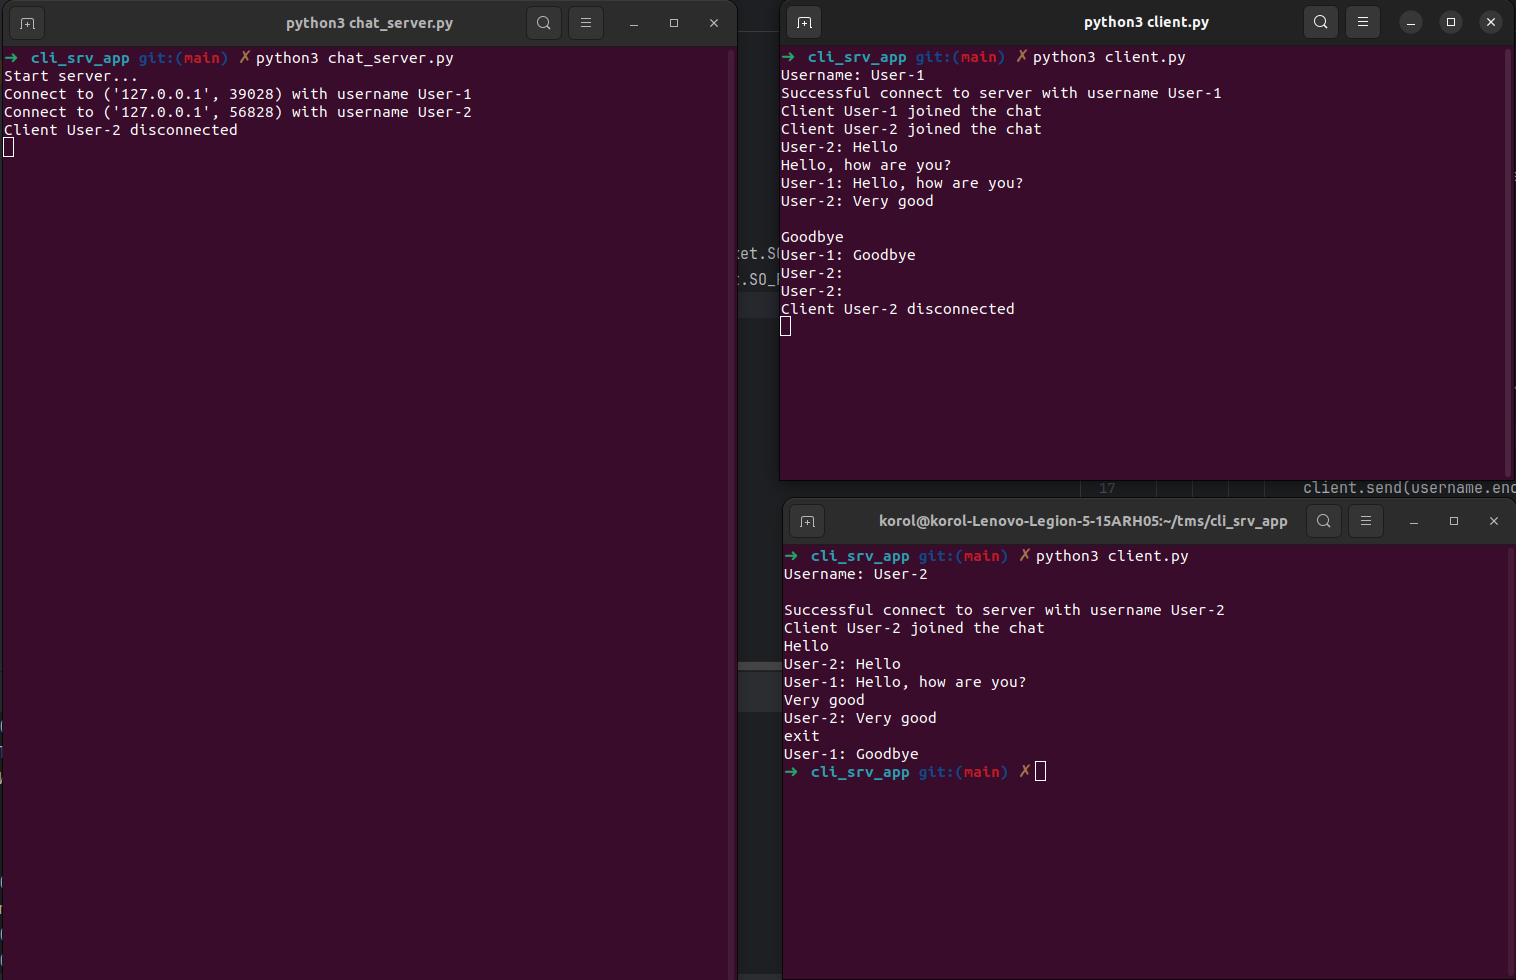 python3 chat_server.py
➜ cli_srv_app git:(main) ✗ python3 chat_server.py
Start server...
Connect to ('127.0.0.1', 39028) with username User-1
Connect to ('127.0.0.1', 56828) with username User-2
Client User-2 disconnected
python3 client.py
➜ cli_srv_app git:(main) ✗ python3 client.py
Username: User-1
Successful connect to server with username User-1
Client User-1 joined the chat
Client User-2 joined the chat
User-2: Hello
Hello, how are you?
User-1: Hello, how are you?
User-2: Very good
Goodbye
User-1: Goodbye
User-2:
User-2:
Client User-2 disconnected
et.SO
.SO_
17 client.send(username.enc
korol@korol-Lenovo-Legion-5-15ARH05:~/tms/cli_srv_app
➜ cli_srv_app git:(main) ✗ python3 client.py
Username: User-2
Successful connect to server with username User-2
Client User-2 joined the chat
Hello
User-2: Hello
User-1: Hello, how are you?
Very good
User-2: Very good
exit
User-1: Goodbye
➜ cli_srv_app git:(main) ✗